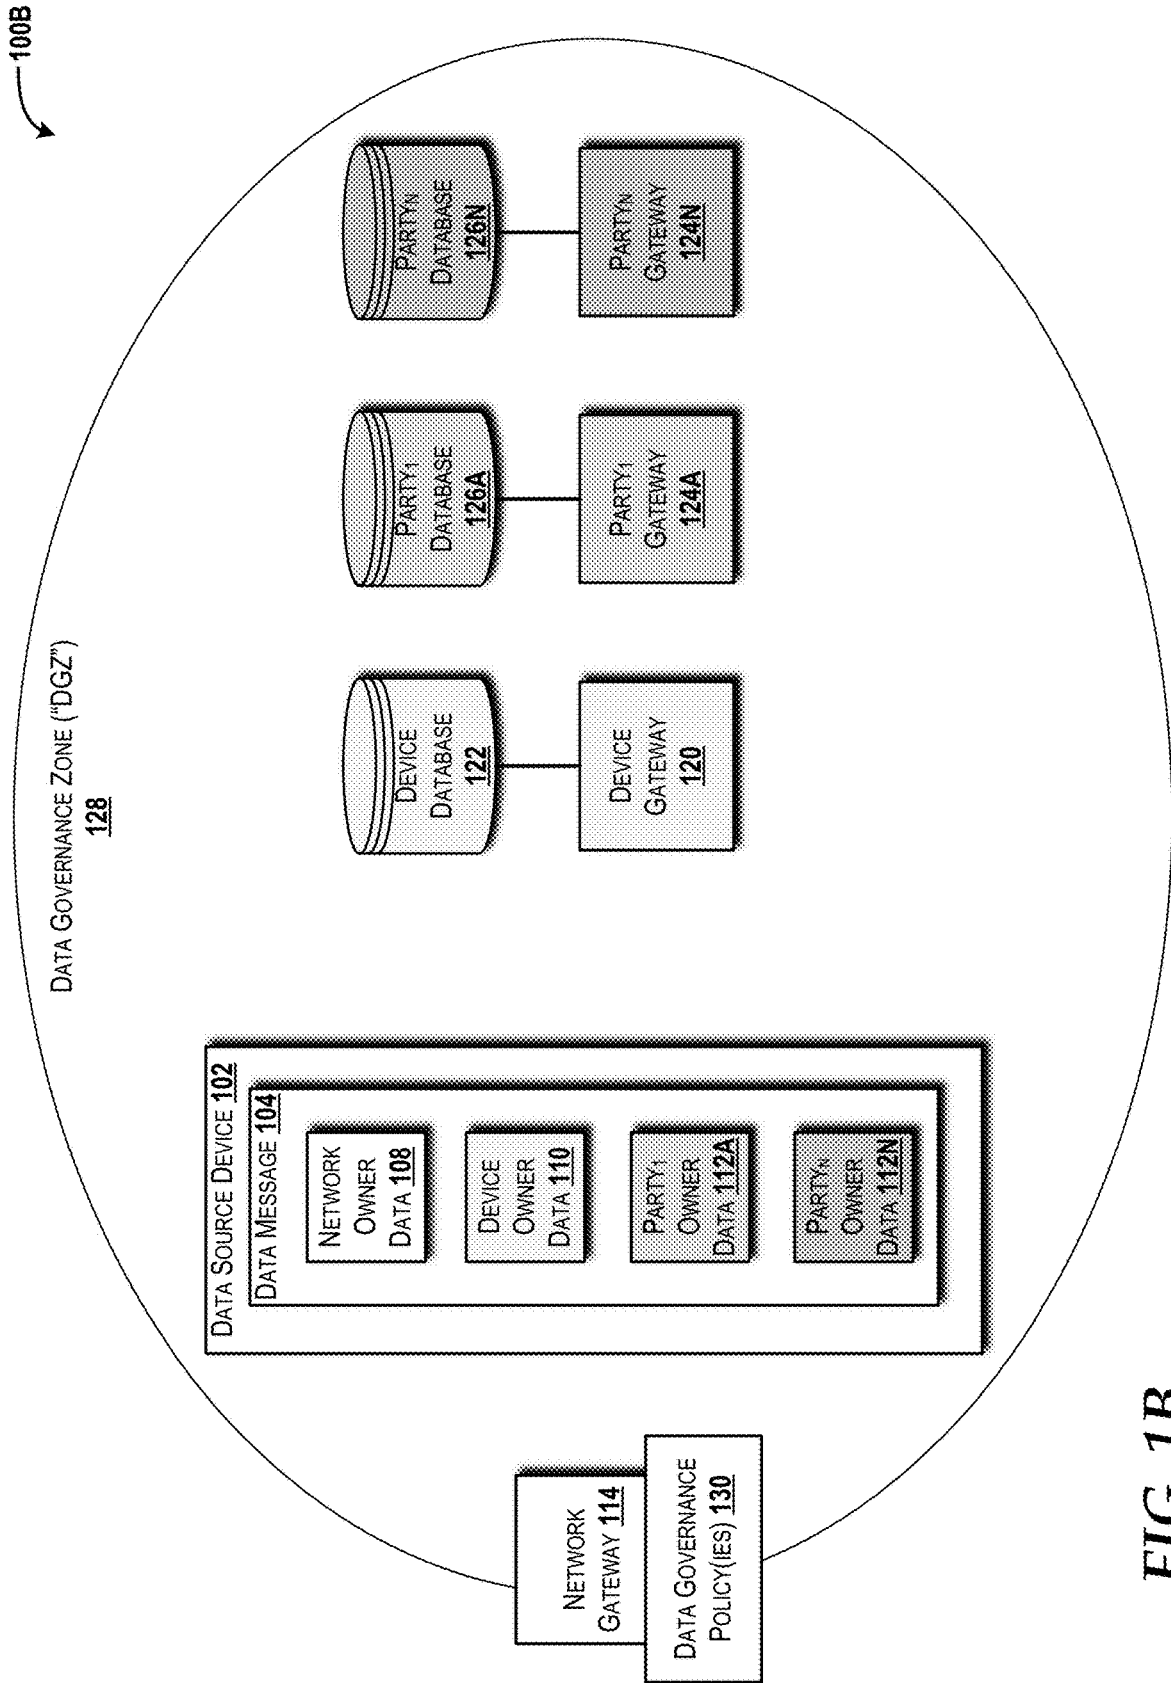 100B
DATA GOVERNANCE ZONE ("DGZ")
128
DATA SOURCE DEVICE 102
DATA MESSAGE 104
NETWORK
OWNER
DATA 108
DEVICE
OWNER
DATA 110
PARTY1
OWNER
DATA 112A
PARTYN
OWNER
DATA 112N
DEVICE
DATABASE
122
PARTY1
DATABASE
126A
PARTYN
DATABASE
126N
DEVICE
GATEWAY
120
PARTY1
GATEWAY
124A
PARTYN
GATEWAY
124N
NETWORK
GATEWAY 114
DATA GOVERNANCE
POLICY(IES) 130
FIG. 1B